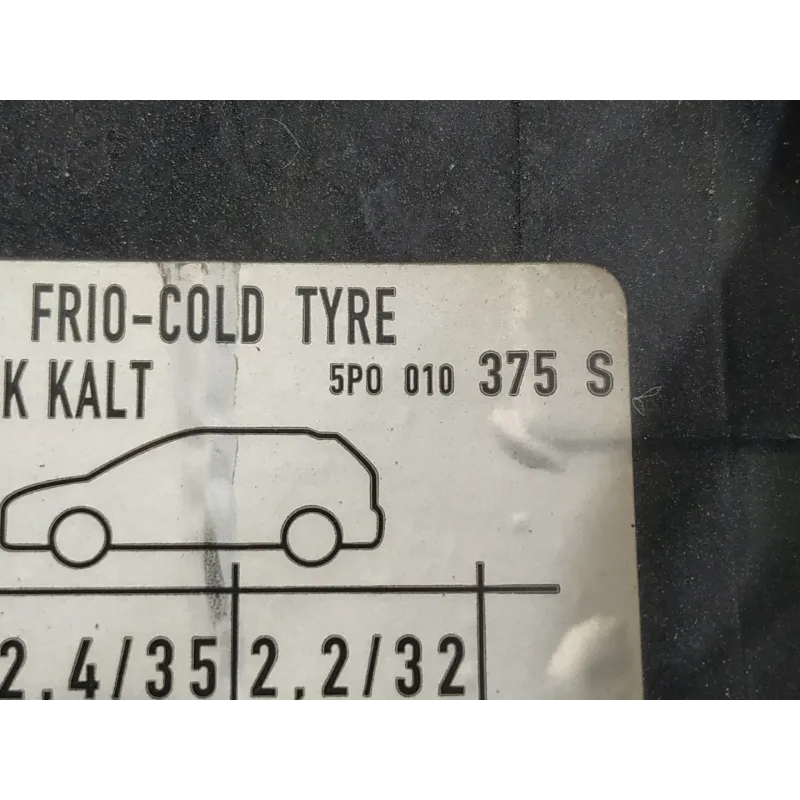 FRIO-COLD TYRE
K KALT 5P0 010 375 S
2,4/35 2,2/32